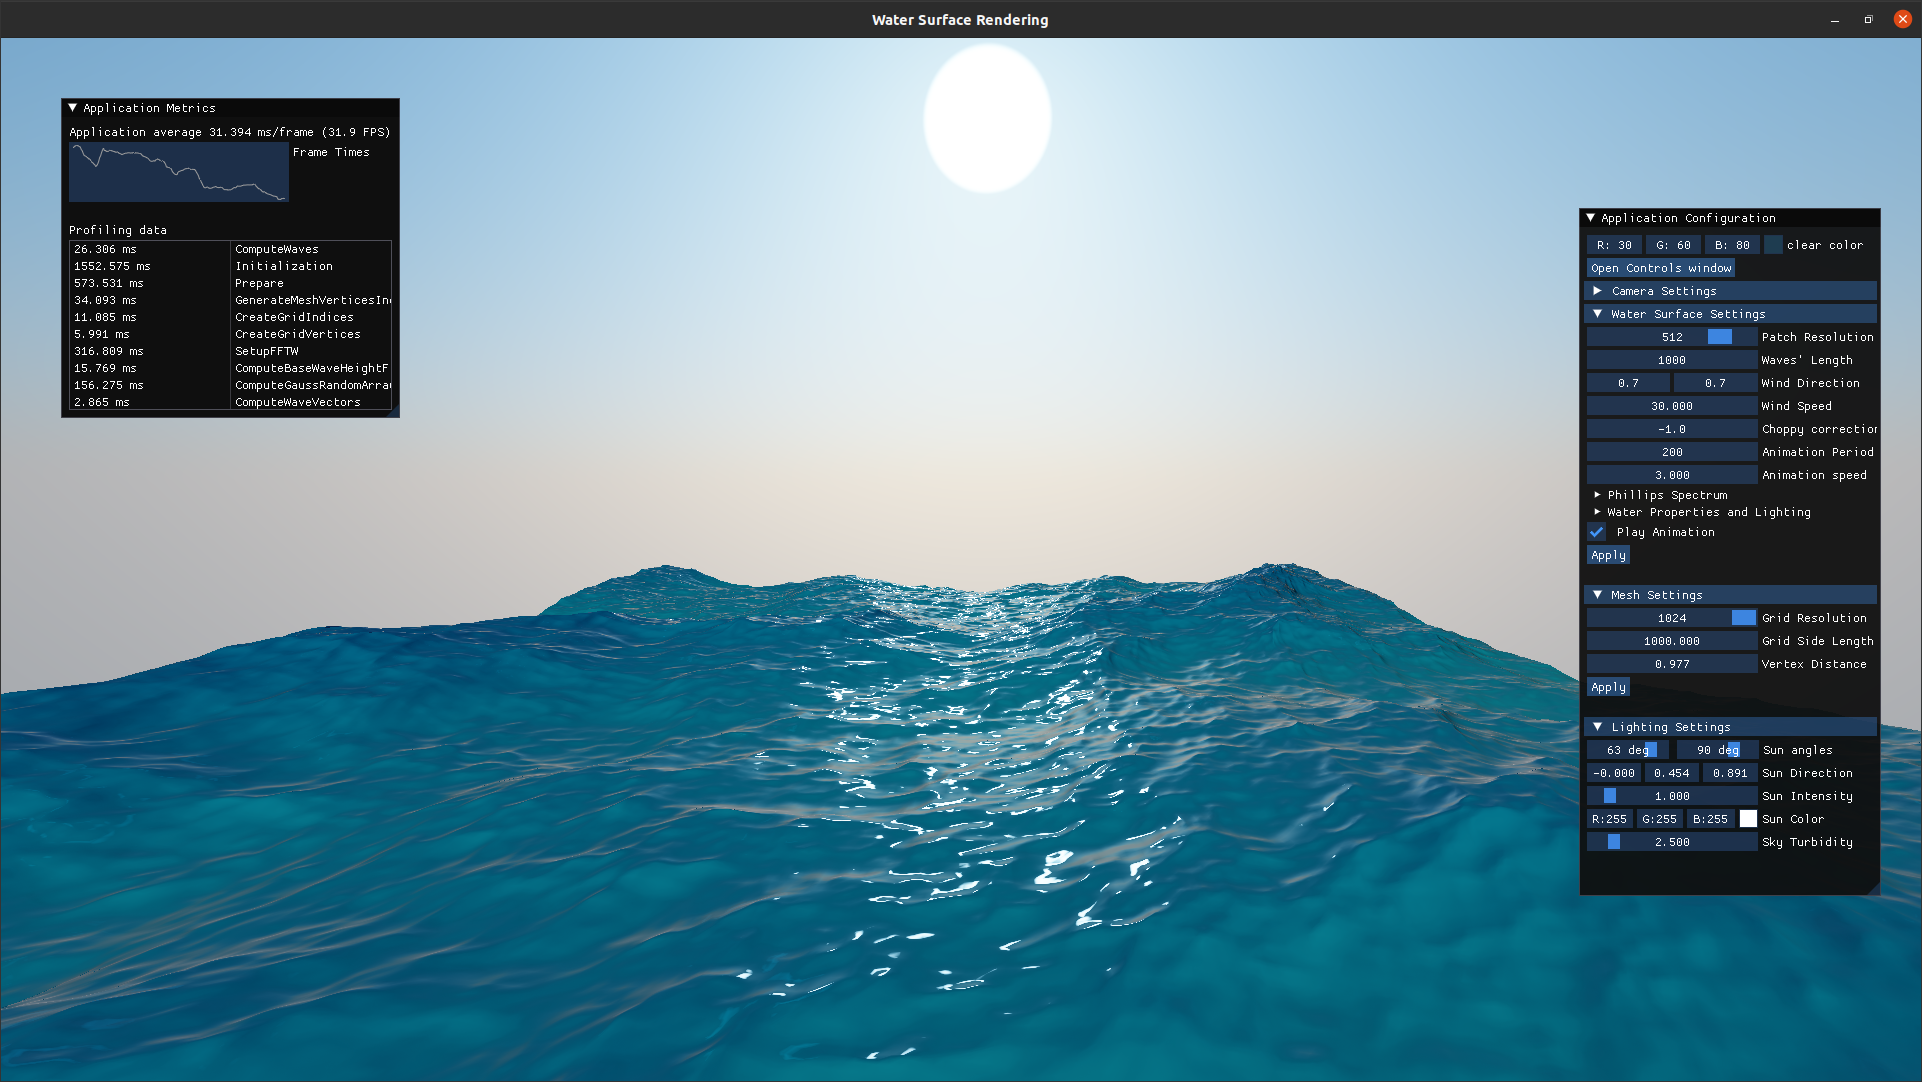 Water Surface Rendering
Application Metrics
Application average 31.394 ms/frame (31.9 FPS)
Frame Times
Profiling data
26.306 ms ComputeWaves
1552.575 ms Initialization
573.531 ms Prepare
34.093 ms GenerateMeshVerticesIn
11.085 ms CreateGridIndices
5.991 ms CreateGridVertices
316.809 ms SetupFFTW
15.769 ms ComputeBaseWaveHeightF
156.275 ms ComputeGaussRandomArra
2.865 ms ComputeWaveVectors
Application Configuration
R: 30 G: 60 B: 80 clear color
Open Controls window
Camera Settings
Water Surface Settings
512 Patch Resolution
1000 Waves' Length
0.7 0.7 Wind Direction
30.000 Wind Speed
-1.0 Choppy correction
200 Animation Period
3.000 Animation speed
Phillips Spectrum
Water Properties and Lighting
Play Animation
Apply
Mesh Settings
1024 Grid Resolution
1000.000 Grid Side Length
0.977 Vertex Distance
Apply
Lighting Settings
63 deg 90 deg Sun angles
-0.000 0.454 0.891 Sun Direction
1.000 Sun Intensity
R:255 G:255 B:255 Sun Color
2.500 Sky Turbidity